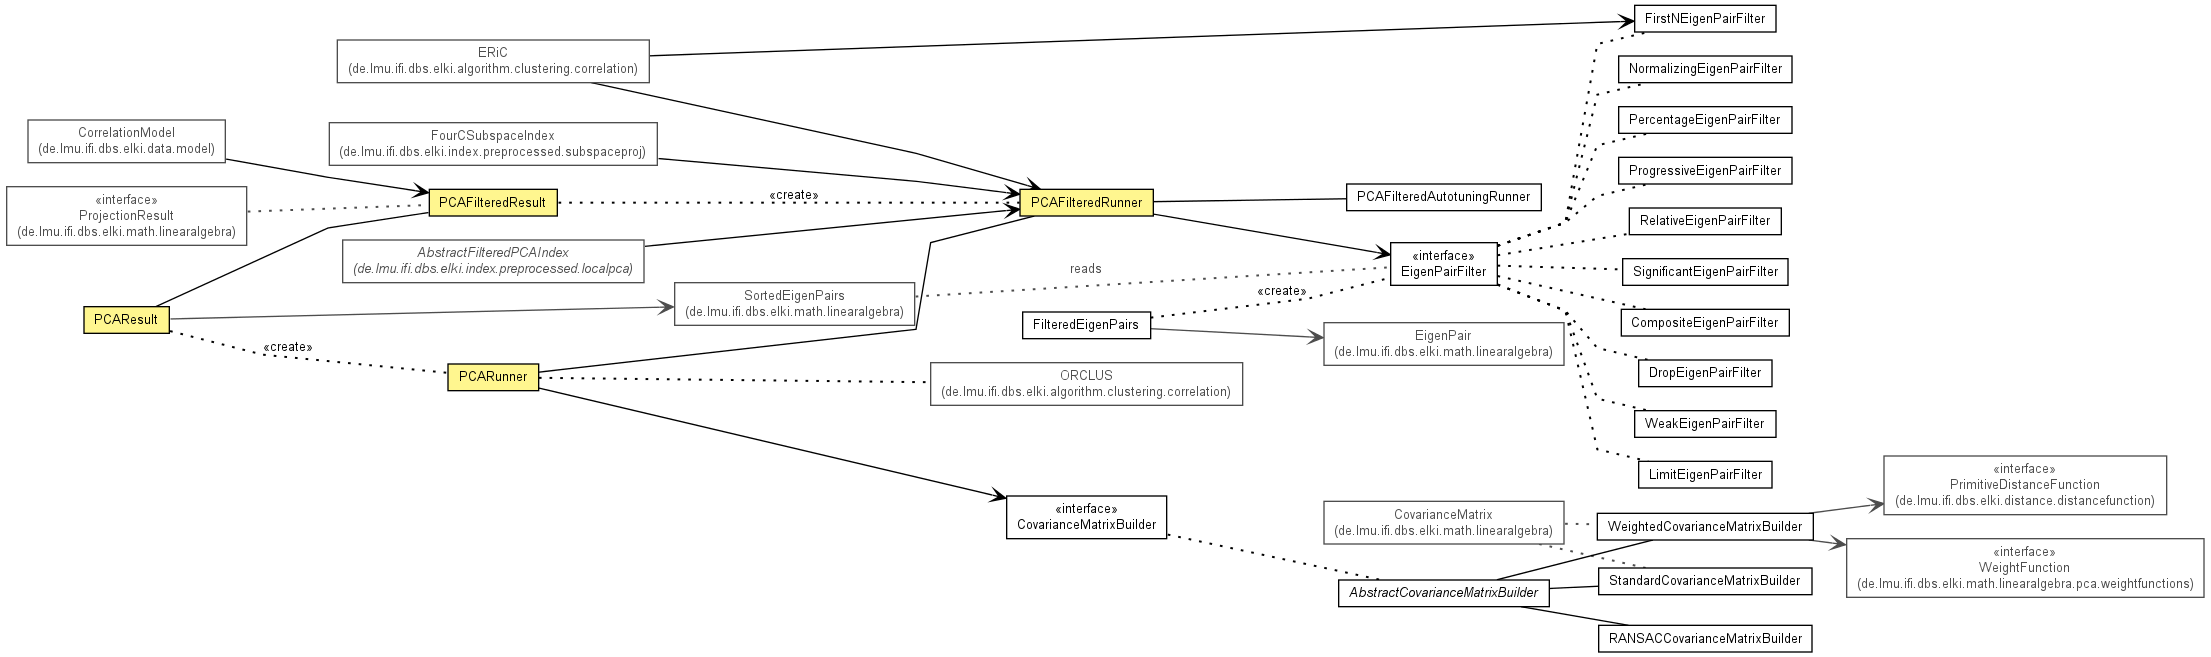 FirstNEigenPairFilter
ERiC
(de.lmu.ifi.dbs.elki.algorithm.clustering.correlation)
NormalizingEigenPairFilter
PercentageEigenPairFilter
CorrelationModel
(de.lmu.ifi.dbs.elki.data.model)
FourCSubspaceIndex
(de.lmu.ifi.dbs.elki.index.preprocessed.subspaceproj)
ProgressiveEigenPairFilter
«interface»
ProjectionResult
(de.lmu.ifi.dbs.elki.math.linearalgebra)
PCAFilteredResult
«create»
PCAFilteredRunner
PCAFilteredAutotuningRunner
RelativeEigenPairFilter
AbstractFilteredPCAIndex
(de.lmu.ifi.dbs.elki.index.preprocessed.localpca)
reads
«interface»
EigenPairFilter
SignificantEigenPairFilter
SortedEigenPairs
(de.lmu.ifi.dbs.elki.math.linearalgebra)
«create»
PCAResult
FilteredEigenPairs
CompositeEigenPairFilter
«create»
EigenPair
(de.lmu.ifi.dbs.elki.math.linearalgebra)
PCARunner
ORCLUS
(de.lmu.ifi.dbs.elki.algorithm.clustering.correlation)
DropEigenPairFilter
WeakEigenPairFilter
LimitEigenPairFilter
«interface»
PrimitiveDistanceFunction
(de.lmu.ifi.dbs.elki.distance.distancefunction)
«interface»
CovarianceMatrixBuilder
CovarianceMatrix
(de.lmu.ifi.dbs.elki.math.linearalgebra)
WeightedCovarianceMatrixBuilder
«interface»
WeightFunction
(de.lmu.ifi.dbs.elki.math.linearalgebra.pca.weightfunctions)
StandardCovarianceMatrixBuilder
AbstractCovarianceMatrixBuilder
RANSACCovarianceMatrixBuilder